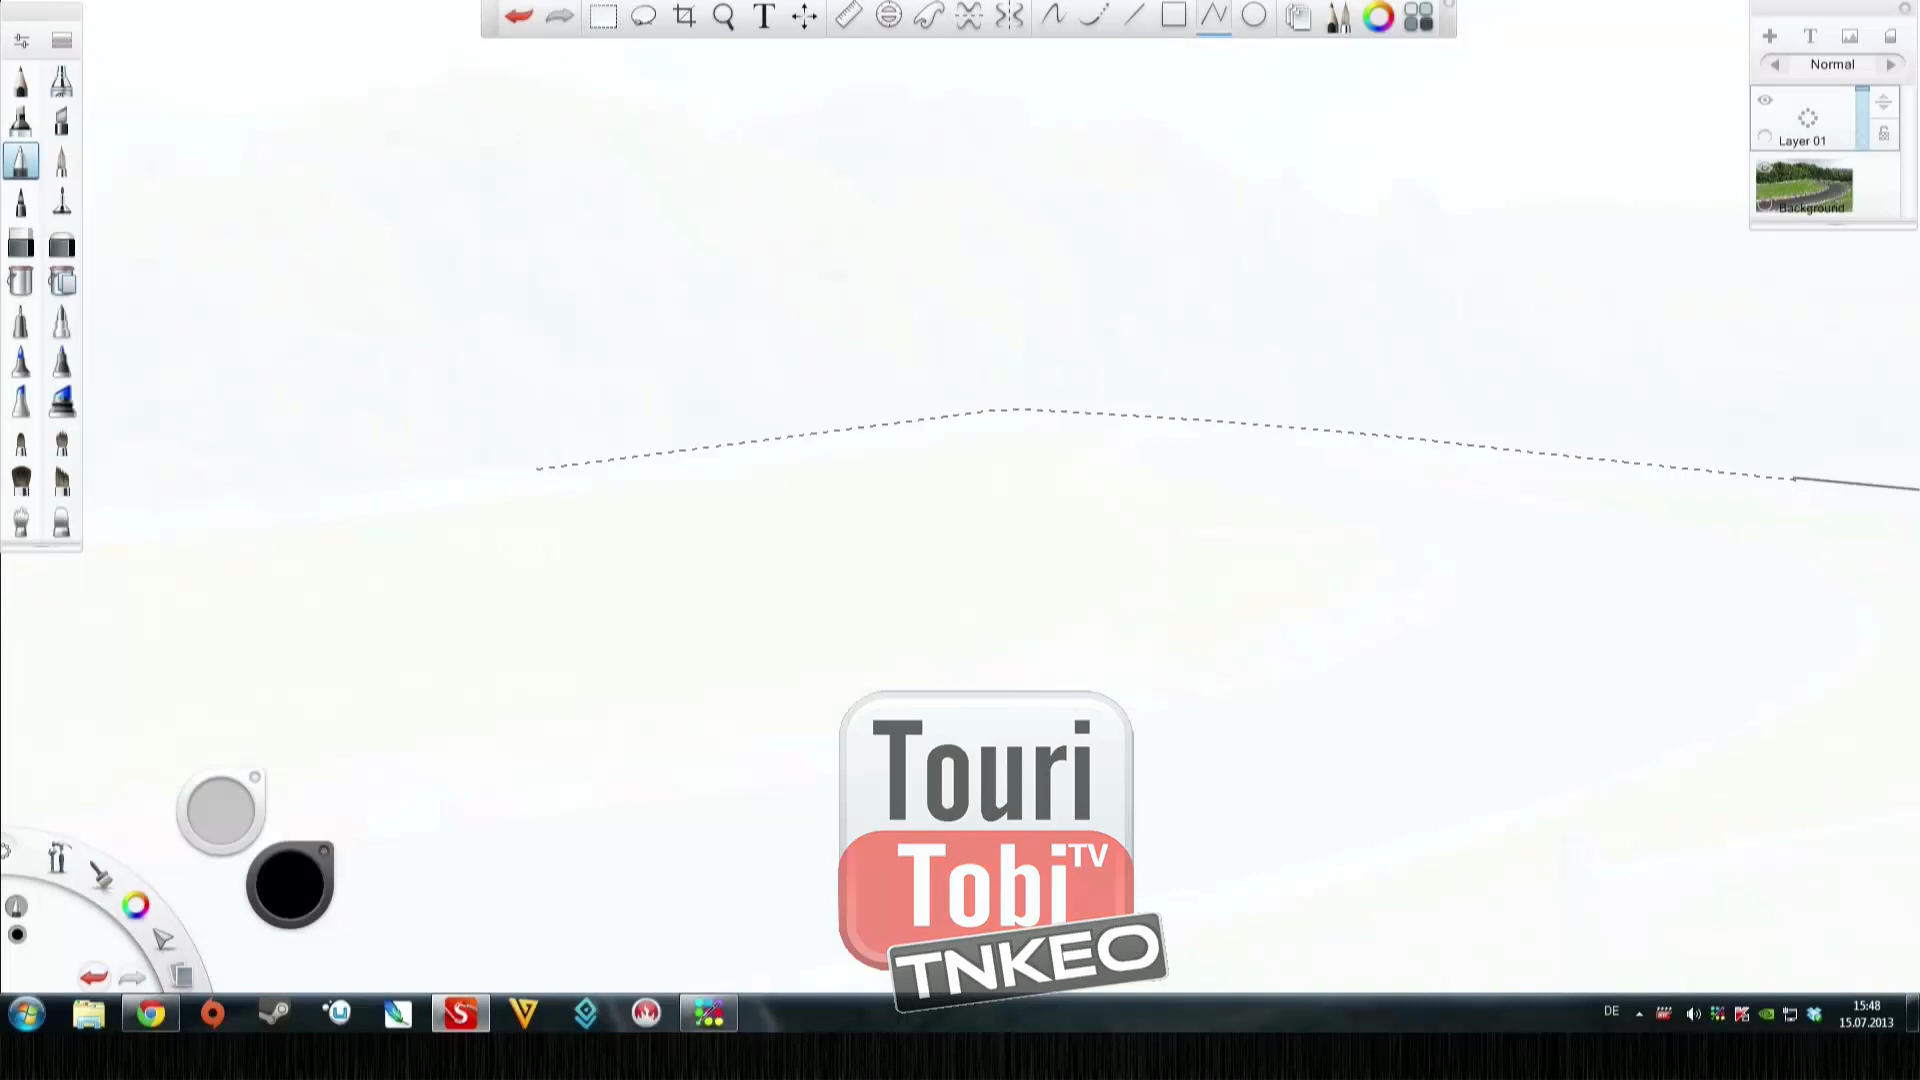 T
T
Normal
Layer 01
Background
Touri
Tobi TV
TNKEO
DE
15:48
15.07.2013